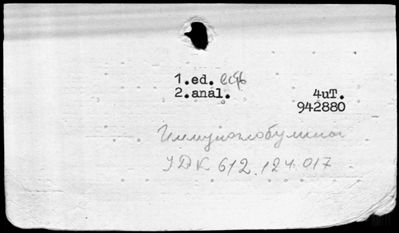 1.ed.
2.anal. 4uT.
942880
Иммуноглобулины
УДК 612.124.017